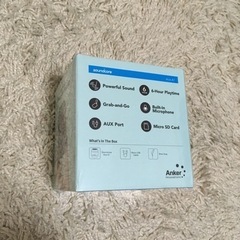 soundcore
Powerful Sound
6
6-Hour Playtime
Grab-and-Go
Built-in
Microphone
AUX Port
Micro SD Card
What's In The Box
Anker